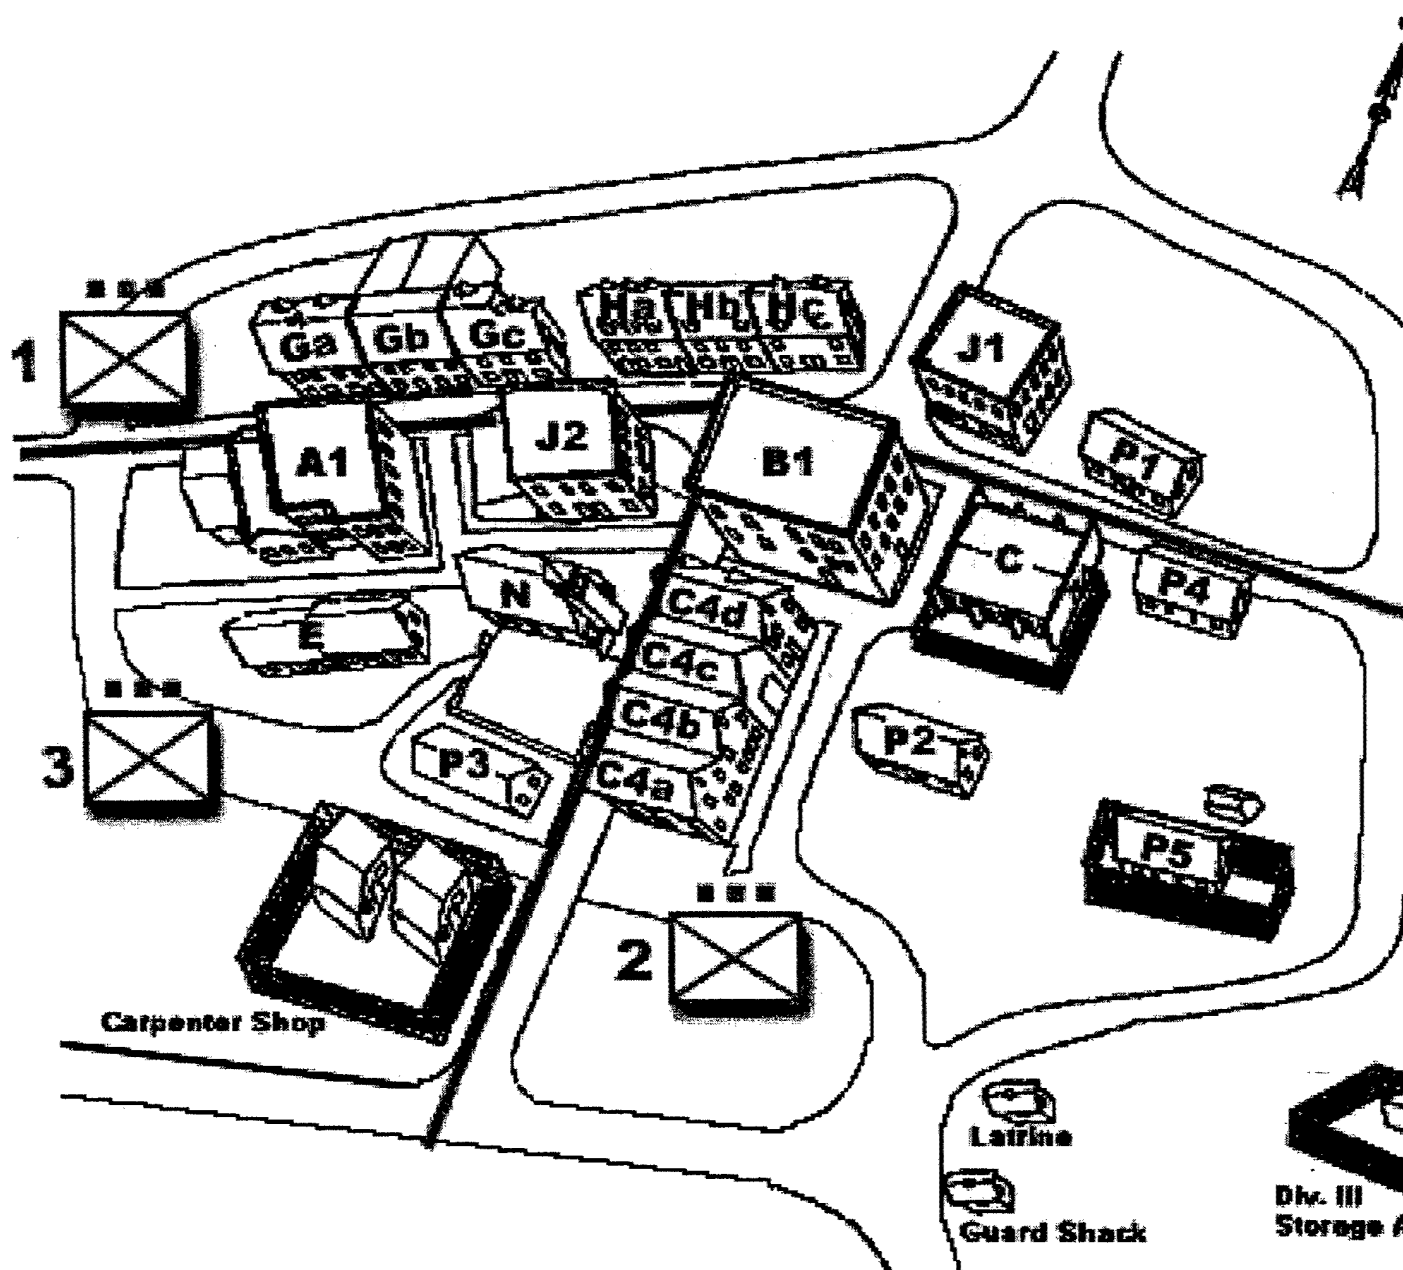 Ha Hb Hc
1
Ga Gb Gc
J1
A1
J2
B1
P1
C
P4
N
C4d
E
C4c
C4b
P2
3
P3
C4a
P5
2
Carpenter Shop
Latrine
Div. III
Storage
Guard Shack